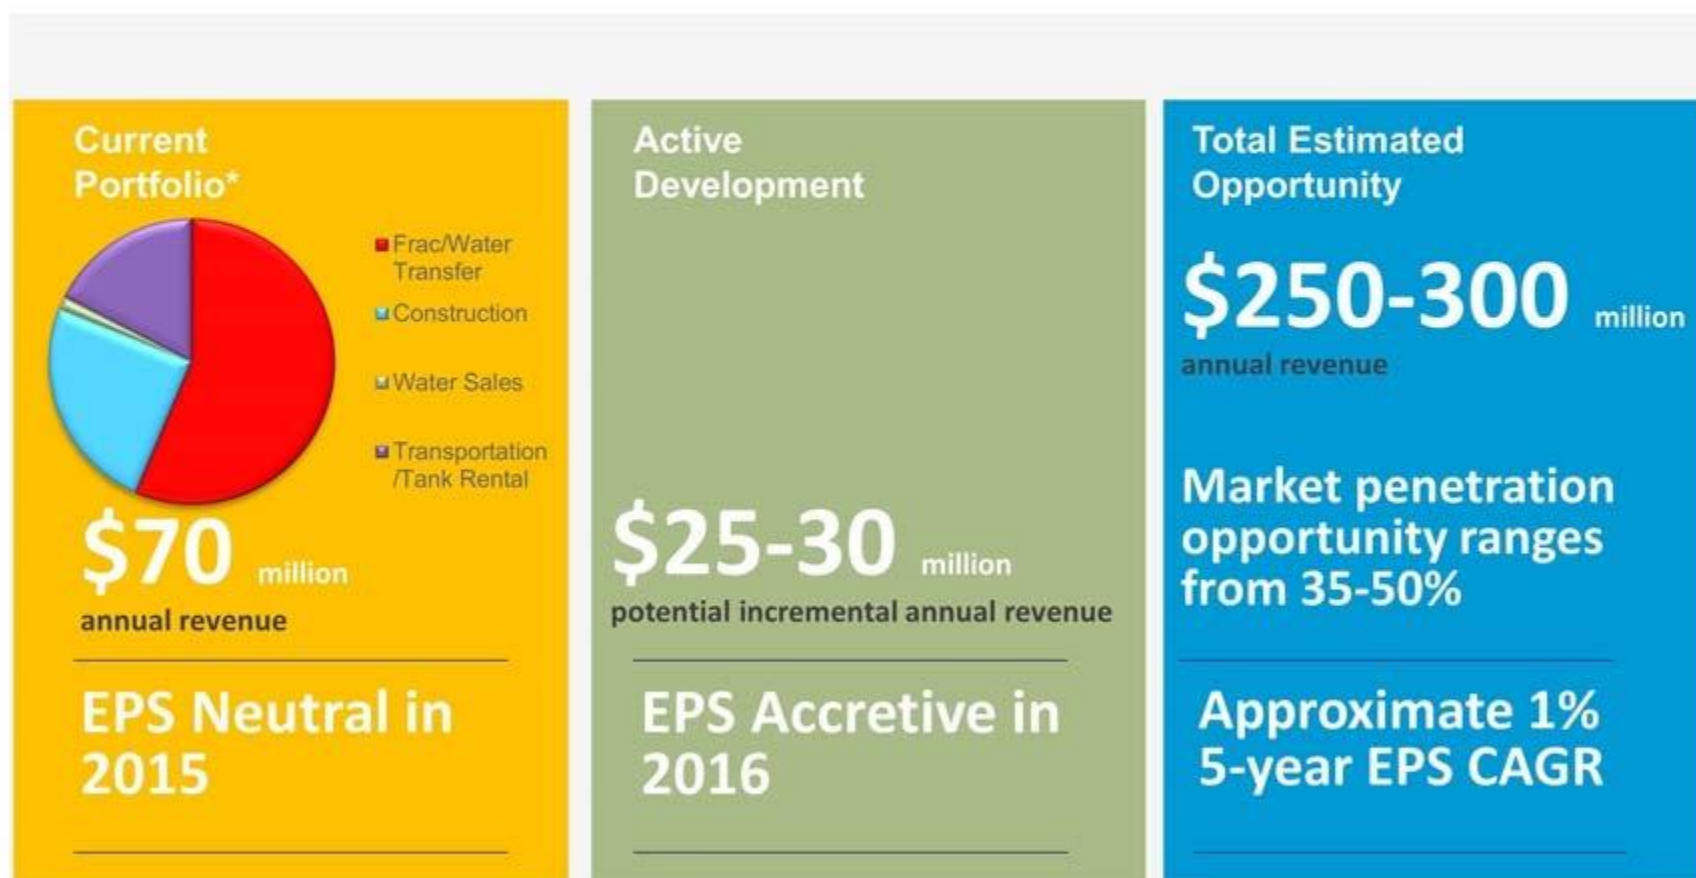 Current
Portfolio*
Frac/Water
Transfer
Construction
Water Sales
Transportation
/Tank Rental
$70 million
annual revenue
EPS Neutral in
2015
Active
Development
$25-30 million
potential incremental annual revenue
EPS Accretive in
2016
Total Estimated
Opportunity
$250-300 million
annual revenue
Market penetration
opportunity ranges
from 35-50%
Approximate 1%
5-year EPS CAGR